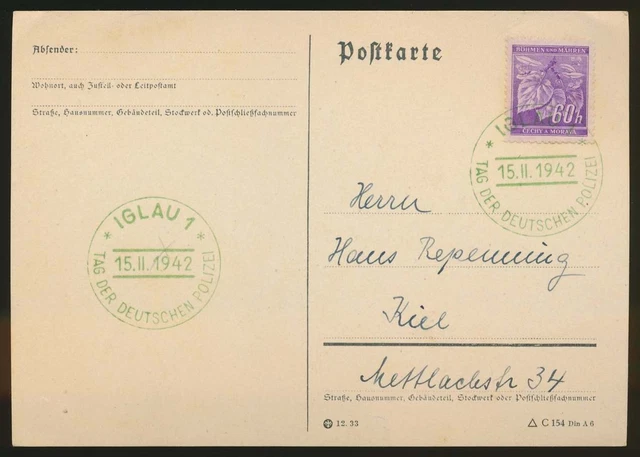 Absender:
Wohnort, auch Zustell- oder Leitpostamt
Straße, Hausnummer, Gebäudeteil, Stockwerk od. Postschließfachnummer
* IGLAU 1 *
15.II.1942
TAG DER DEUTSCHEN POLIZEI
Postkarte
BÖHMEN UND MÄHREN
60h
ČECHY A MORAVA
15.II.1942
TAG DER DEUTSCHEN POLIZEI
Herrn
Hans Repenning
Kiel
Mettlachstr 34
Straße, Hausnummer, Gebäudeteil, Stockwerk oder Postschließfachnummer
12. 33
C 154 Din A 6